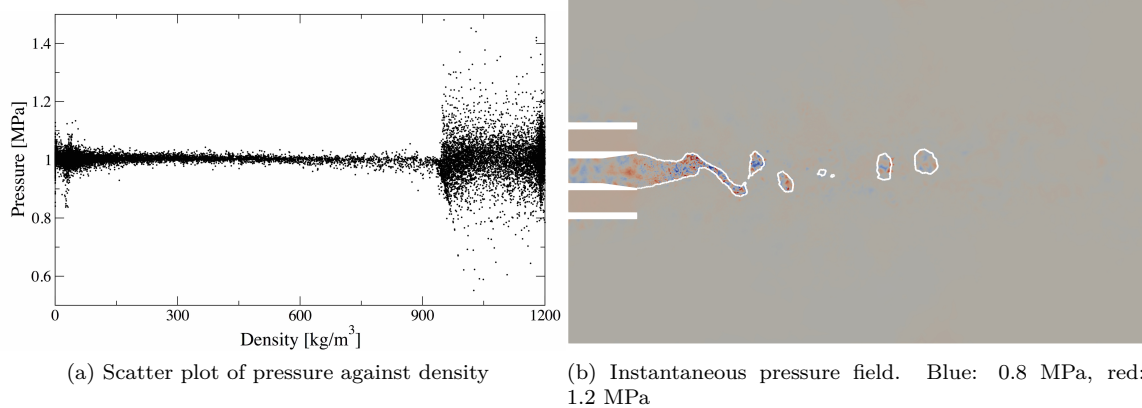 1.4
1.2
1
0.8
0.6
Pressure [MPa]
0 300 600 900 1200
Density [kg/m³]
(a) Scatter plot of pressure against density
(b) Instantaneous pressure field. Blue: 0.8 MPa, red:
1.2 MPa